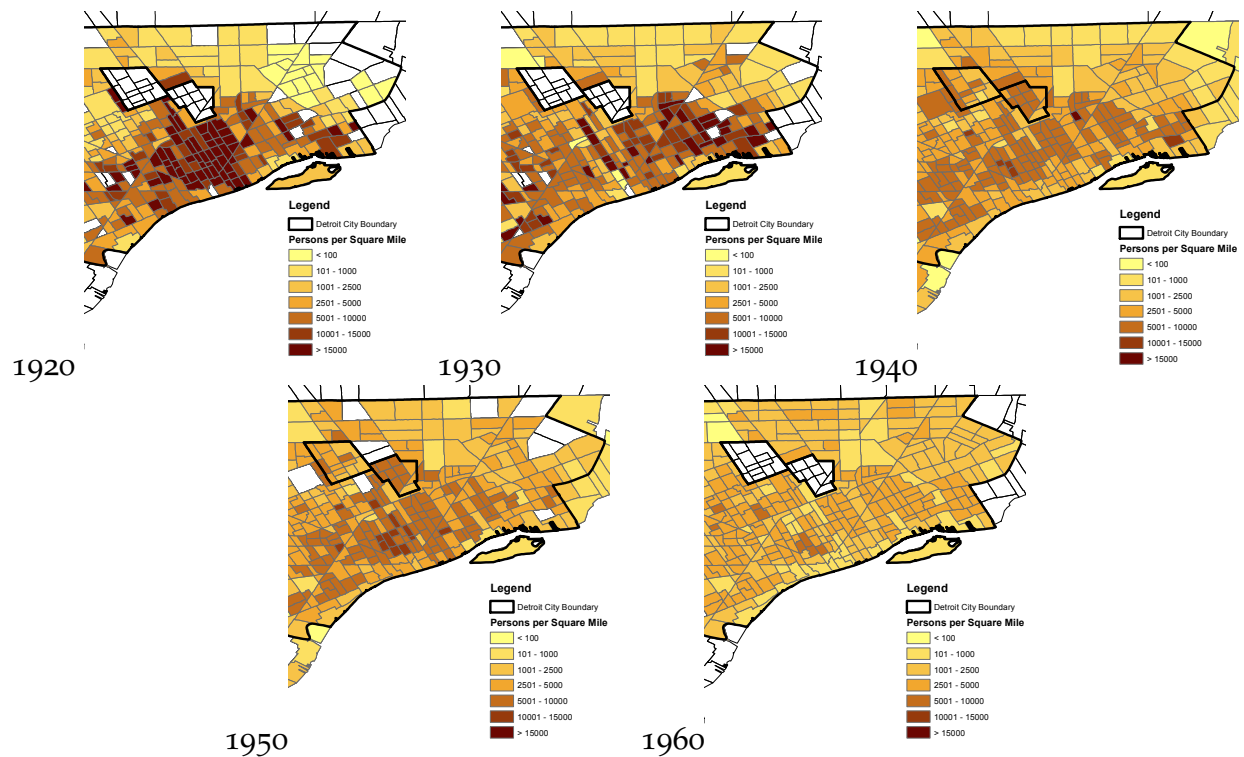 Legend
Detroit City Boundary
Persons per Square Mile
< 100
101 - 1000
1001 - 2500
2501 - 5000
5001 - 10000
10001 - 15000
> 15000
1920
Legend
Detroit City Boundary
Persons per Square Mile
< 100
101 - 1000
1001 - 2500
2501 - 5000
5001 - 10000
10001 - 15000
> 15000
1930
Legend
Detroit City Boundary
Persons per Square Mile
< 100
101 - 1000
1001 - 2500
2501 - 5000
5001 - 10000
10001 - 15000
> 15000
1940
Legend
Detroit City Boundary
Persons per Square Mile
< 100
101 - 1000
1001 - 2500
2501 - 5000
5001 - 10000
10001 - 15000
> 15000
1950
Legend
Detroit City Boundary
Persons per Square Mile
< 100
101 - 1000
1001 - 2500
2501 - 5000
5001 - 10000
10001 - 15000
> 15000
1960